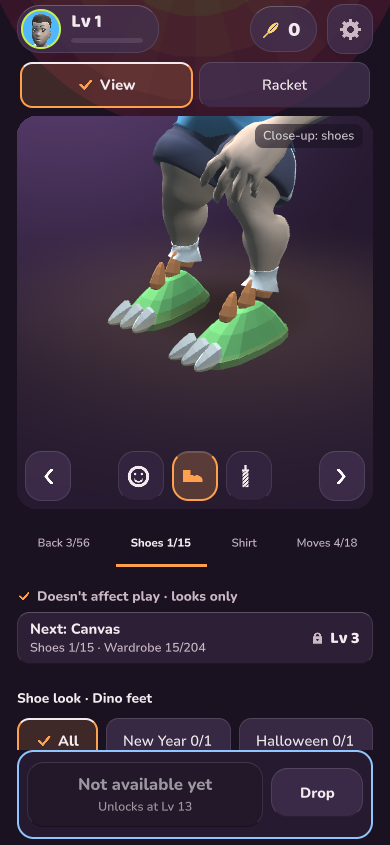 Lv 1
0
View
Racket
Close-up: shoes
Back 3/56
Shoes 1/15
Shirt
Moves 4/18
Doesn't affect play · looks only
Next: Canvas
Shoes 1/15 · Wardrobe 15/204
Lv 3
Shoe look · Dino feet
All
New Year 0/1
Halloween 0/1
Not available yet
Unlocks at Lv 13
Drop